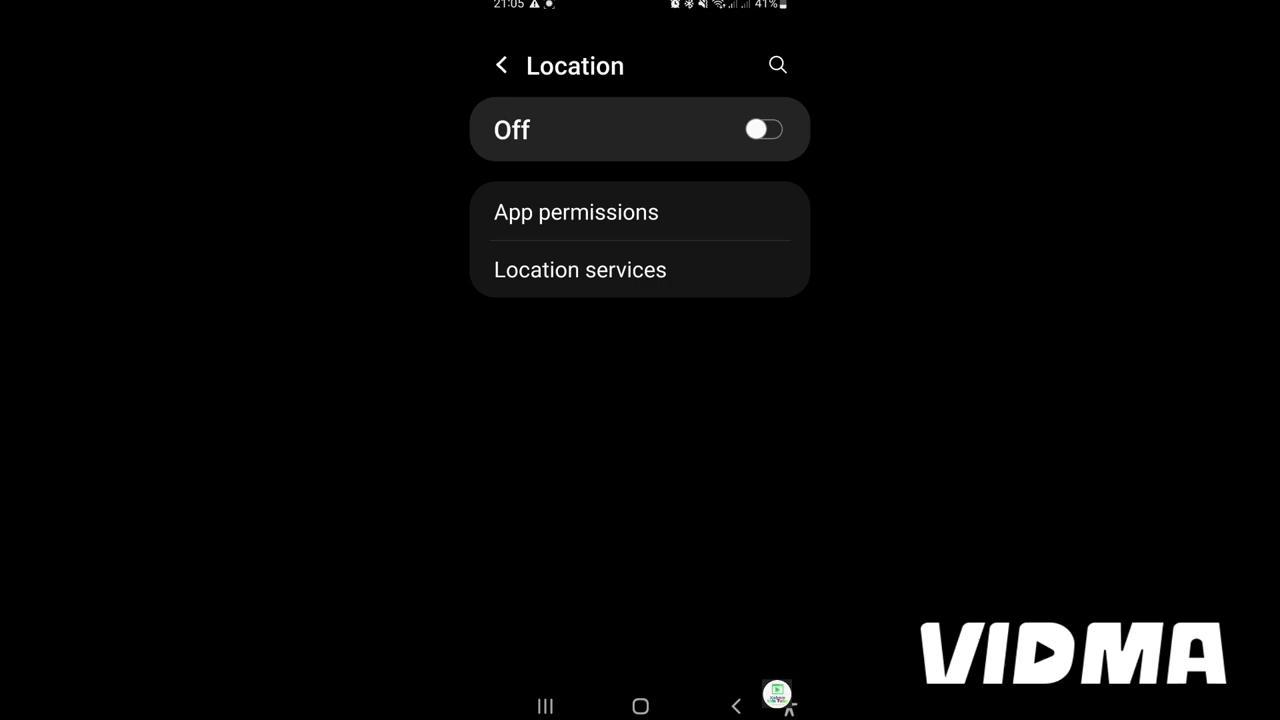 21:05 41%
Location
Off
App permissions
Location services
VIDMA